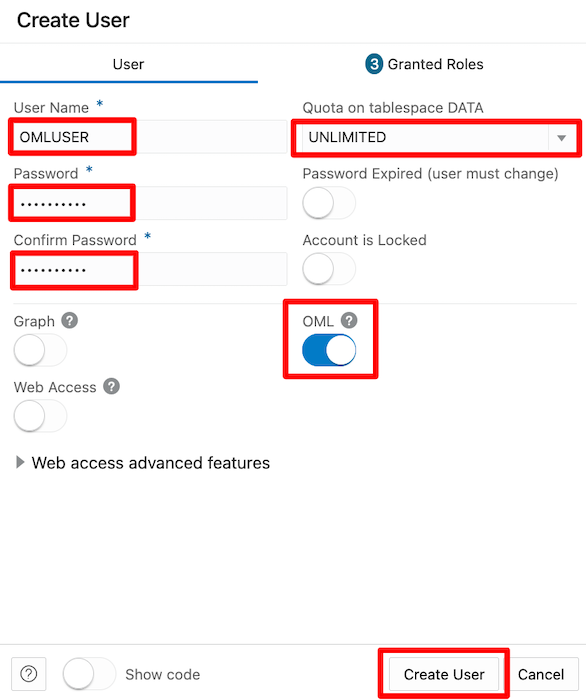 Create User
User
3 Granted Roles
User Name *
Quota on tablespace DATA
OMLUSER
UNLIMITED
Password *
Password Expired (user must change)
••••••••••
Confirm Password *
Account is Locked
••••••••••
Graph ?
OML ?
Web Access ?
Web access advanced features
? Show code Create User Cancel